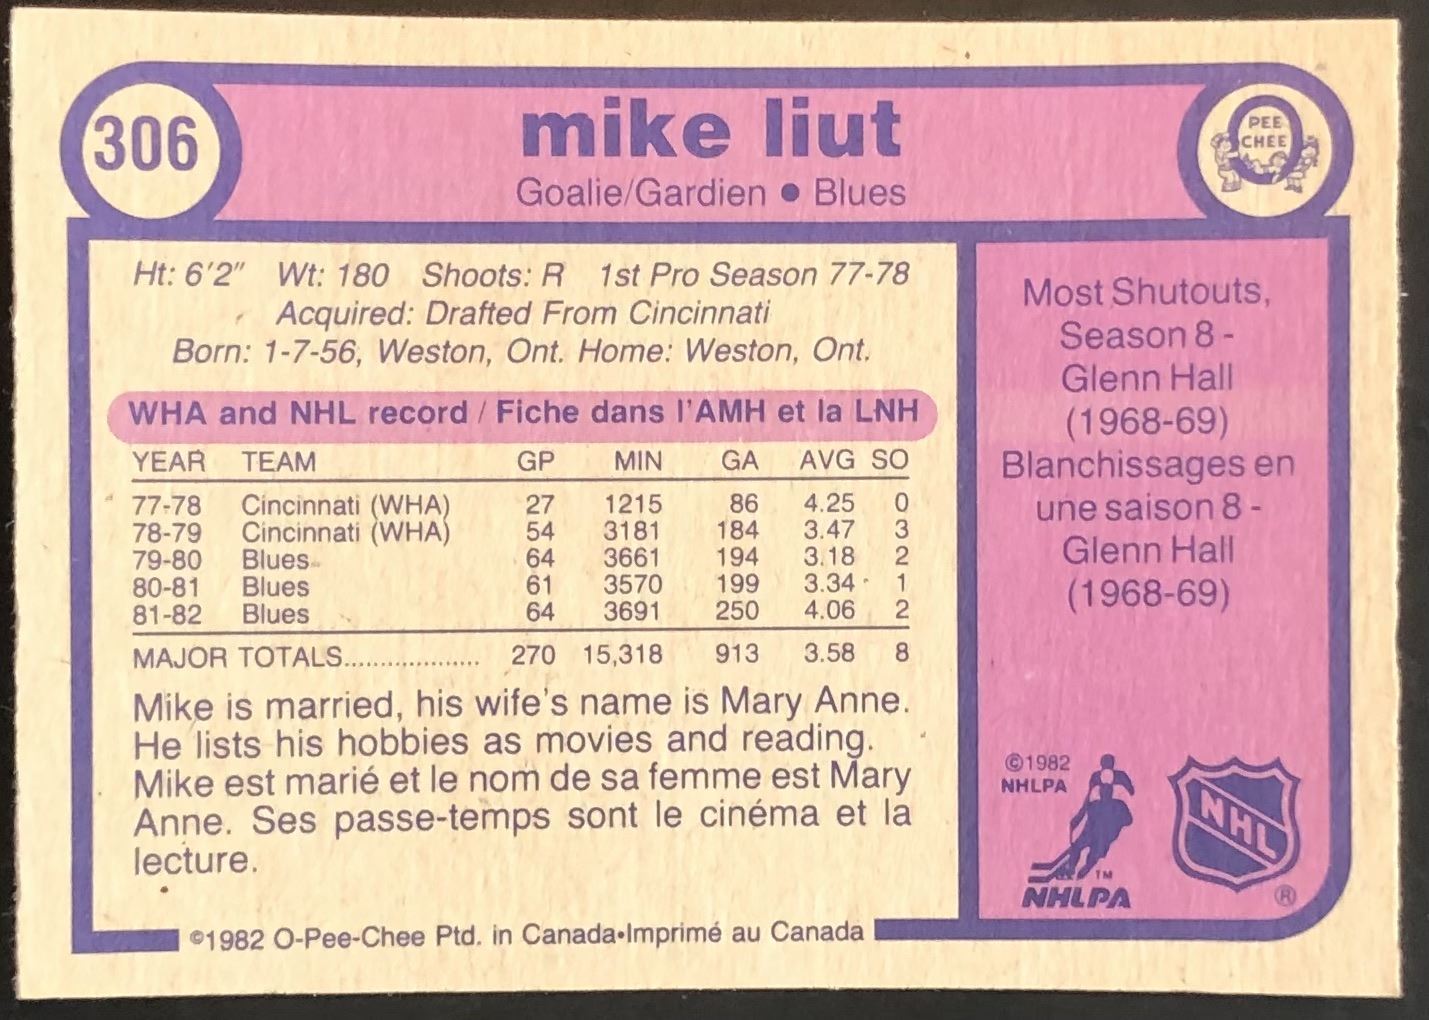 306
mike liut
Goalie/Gardien • Blues
O
PEE
CHEE
Ht: 6'2" Wt: 180 Shoots: R 1st Pro Season 77-78
Acquired: Drafted From Cincinnati
Born: 1-7-56, Weston, Ont. Home: Weston, Ont.
WHA and NHL record / Fiche dans l'AMH et la LNH
YEAR TEAM GP MIN GA AVG SO
77-78 Cincinnati (WHA) 27 1215 86 4.25 0
78-79 Cincinnati (WHA) 54 3181 184 3.47 3
79-80 Blues 64 3661 194 3.18 2
80-81 Blues 61 3570 199 3.34 1
81-82 Blues 64 3691 250 4.06 2
MAJOR TOTALS.................... 270 15,318 913 3.58 8
Mike is married, his wife's name is Mary Anne.
He lists his hobbies as movies and reading.
Mike est marié et le nom de sa femme est Mary
Anne. Ses passe-temps sont le cinéma et la
lecture.
©1982 O-Pee-Chee Ptd. in Canada•Imprimé au Canada
Most Shutouts,
Season 8 -
Glenn Hall
(1968-69)
Blanchissages en
une saison 8 -
Glenn Hall
(1968-69)
©1982
NHLPA
TM
NHLPA
NHL
®